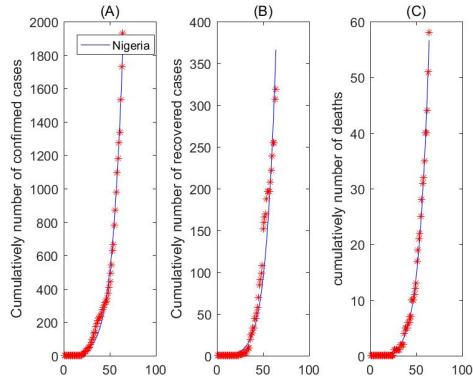 (A)
Cumulatively number of confirmed cases
2000
1800
1600
1400
1200
1000
800
600
400
200
0
0 50 100
Nigeria
(B)
Cumulatively number of recovered cases
400
350
300
250
200
150
100
50
0
0 50 100
(C)
cumulatively number of deaths
60
50
40
30
20
10
0
0 50 100